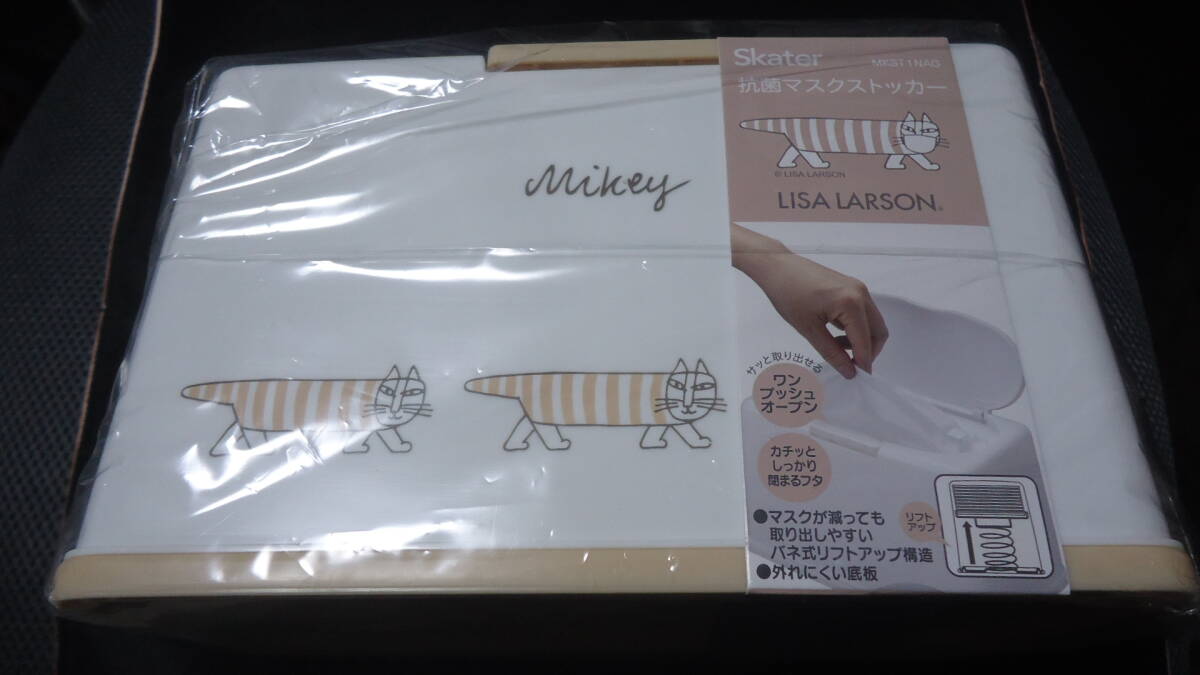 Mikey
Skater
MKST1NAG
抗菌マスクストッカー
© LISA LARSON
LISA LARSON®
サッと取り出せる
ワン
プッシュ
オープン
カチッと
しっかり
閉まるフタ
●マスクが減っても
取り出しやすい
バネ式リフトアップ構造
●外れにくい底板
リフト
アップ